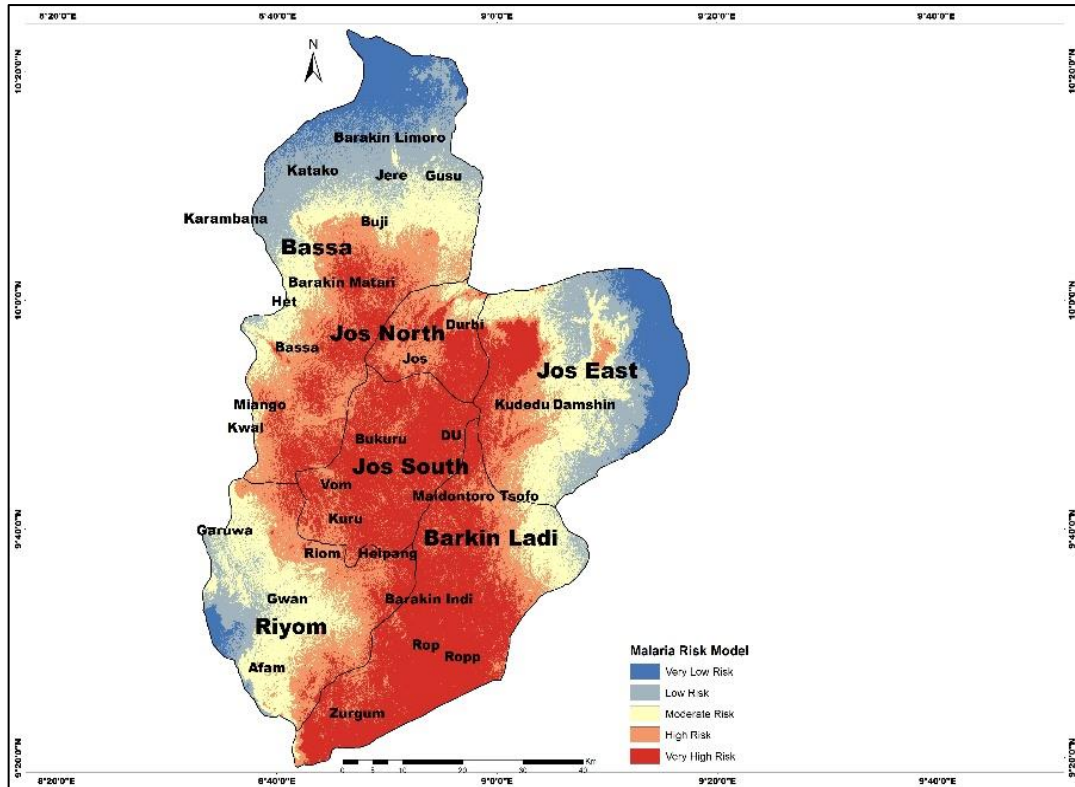 8°20'0"E 8°40'0"E 9°0'0"E 9°20'0"E 9°40'0"E
N
10°20'0"N 10°20'0"N
Barakin Limoro
Katako Jere Gusu
Karambana Buji
Bassa
Barakin Matari
Het
10°0'0"N 10°0'0"N
Jos North Durbi
Bassa Jos
Jos East
Miango Kudedu Damshin
Kwal
Bukuru DU
Jos South
Vom Maidontoro Tsofo
Kuru
Garuwa Barkin Ladi
9°40'0"N 9°40'0"N
Riom Heipang
Gwan Barakin Indi
Riyom
Rop
Afam Ropp
Zurgum
Malaria Risk Model
Very Low Risk
Low Risk
Moderate Risk
High Risk
Very High Risk
0 5 10 20 30 40 Km
9°20'0"N 9°20'0"N
8°20'0"E 8°40'0"E 9°0'0"E 9°20'0"E 9°40'0"E